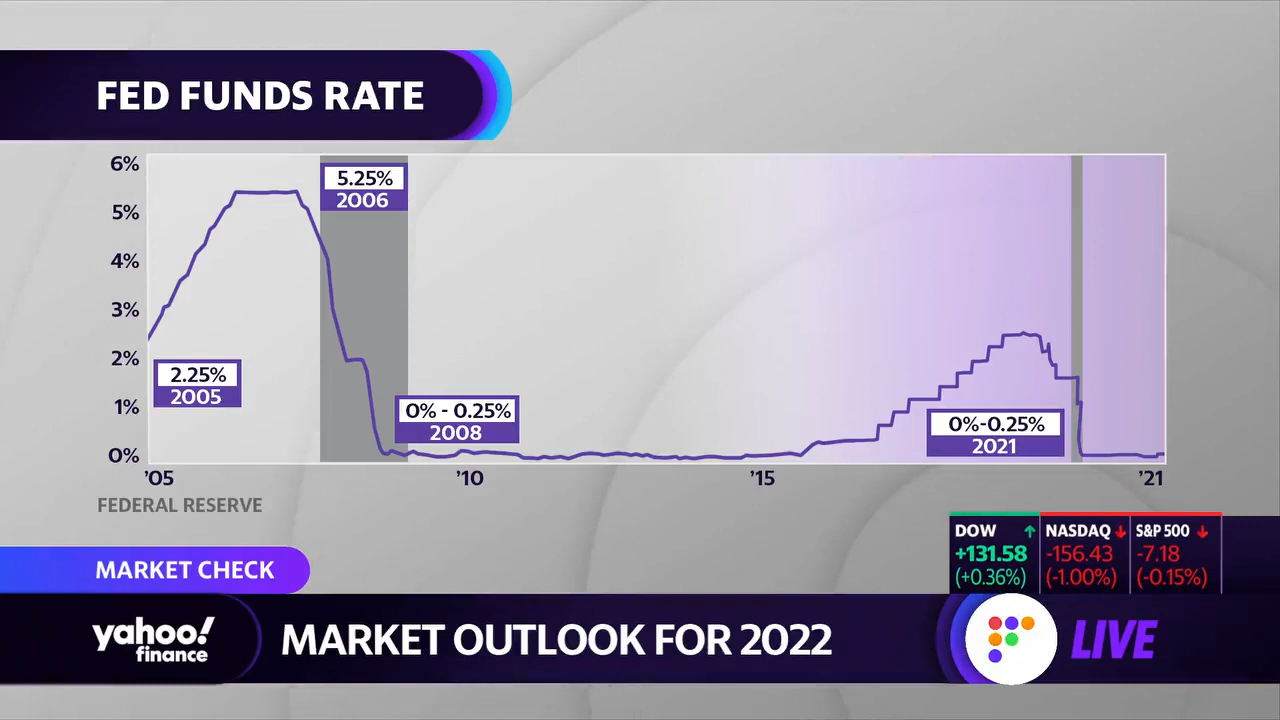 FED FUNDS RATE
6%
5%
4%
3%
2%
1%
0%
5.25%
2006
2.25%
2005
0% - 0.25%
2008
0%-0.25%
2021
'05
'10
'15
'21
FEDERAL RESERVE
DOW
+131.58
(+0.36%)
NASDAQ
-156.43
(-1.00%)
S&P 500
-7.18
(-0.15%)
MARKET CHECK
yahoo!
finance
MARKET OUTLOOK FOR 2022
LIVE